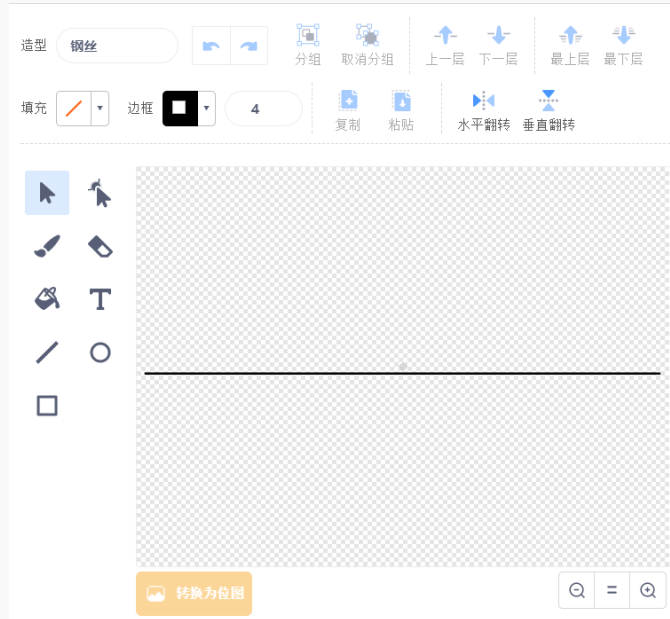 造型 钢丝 分组 取消分组 上一层 下一层 最上层 最下层
填充 边框 4 复制 粘贴 水平翻转 垂直翻转
T
转换为位图